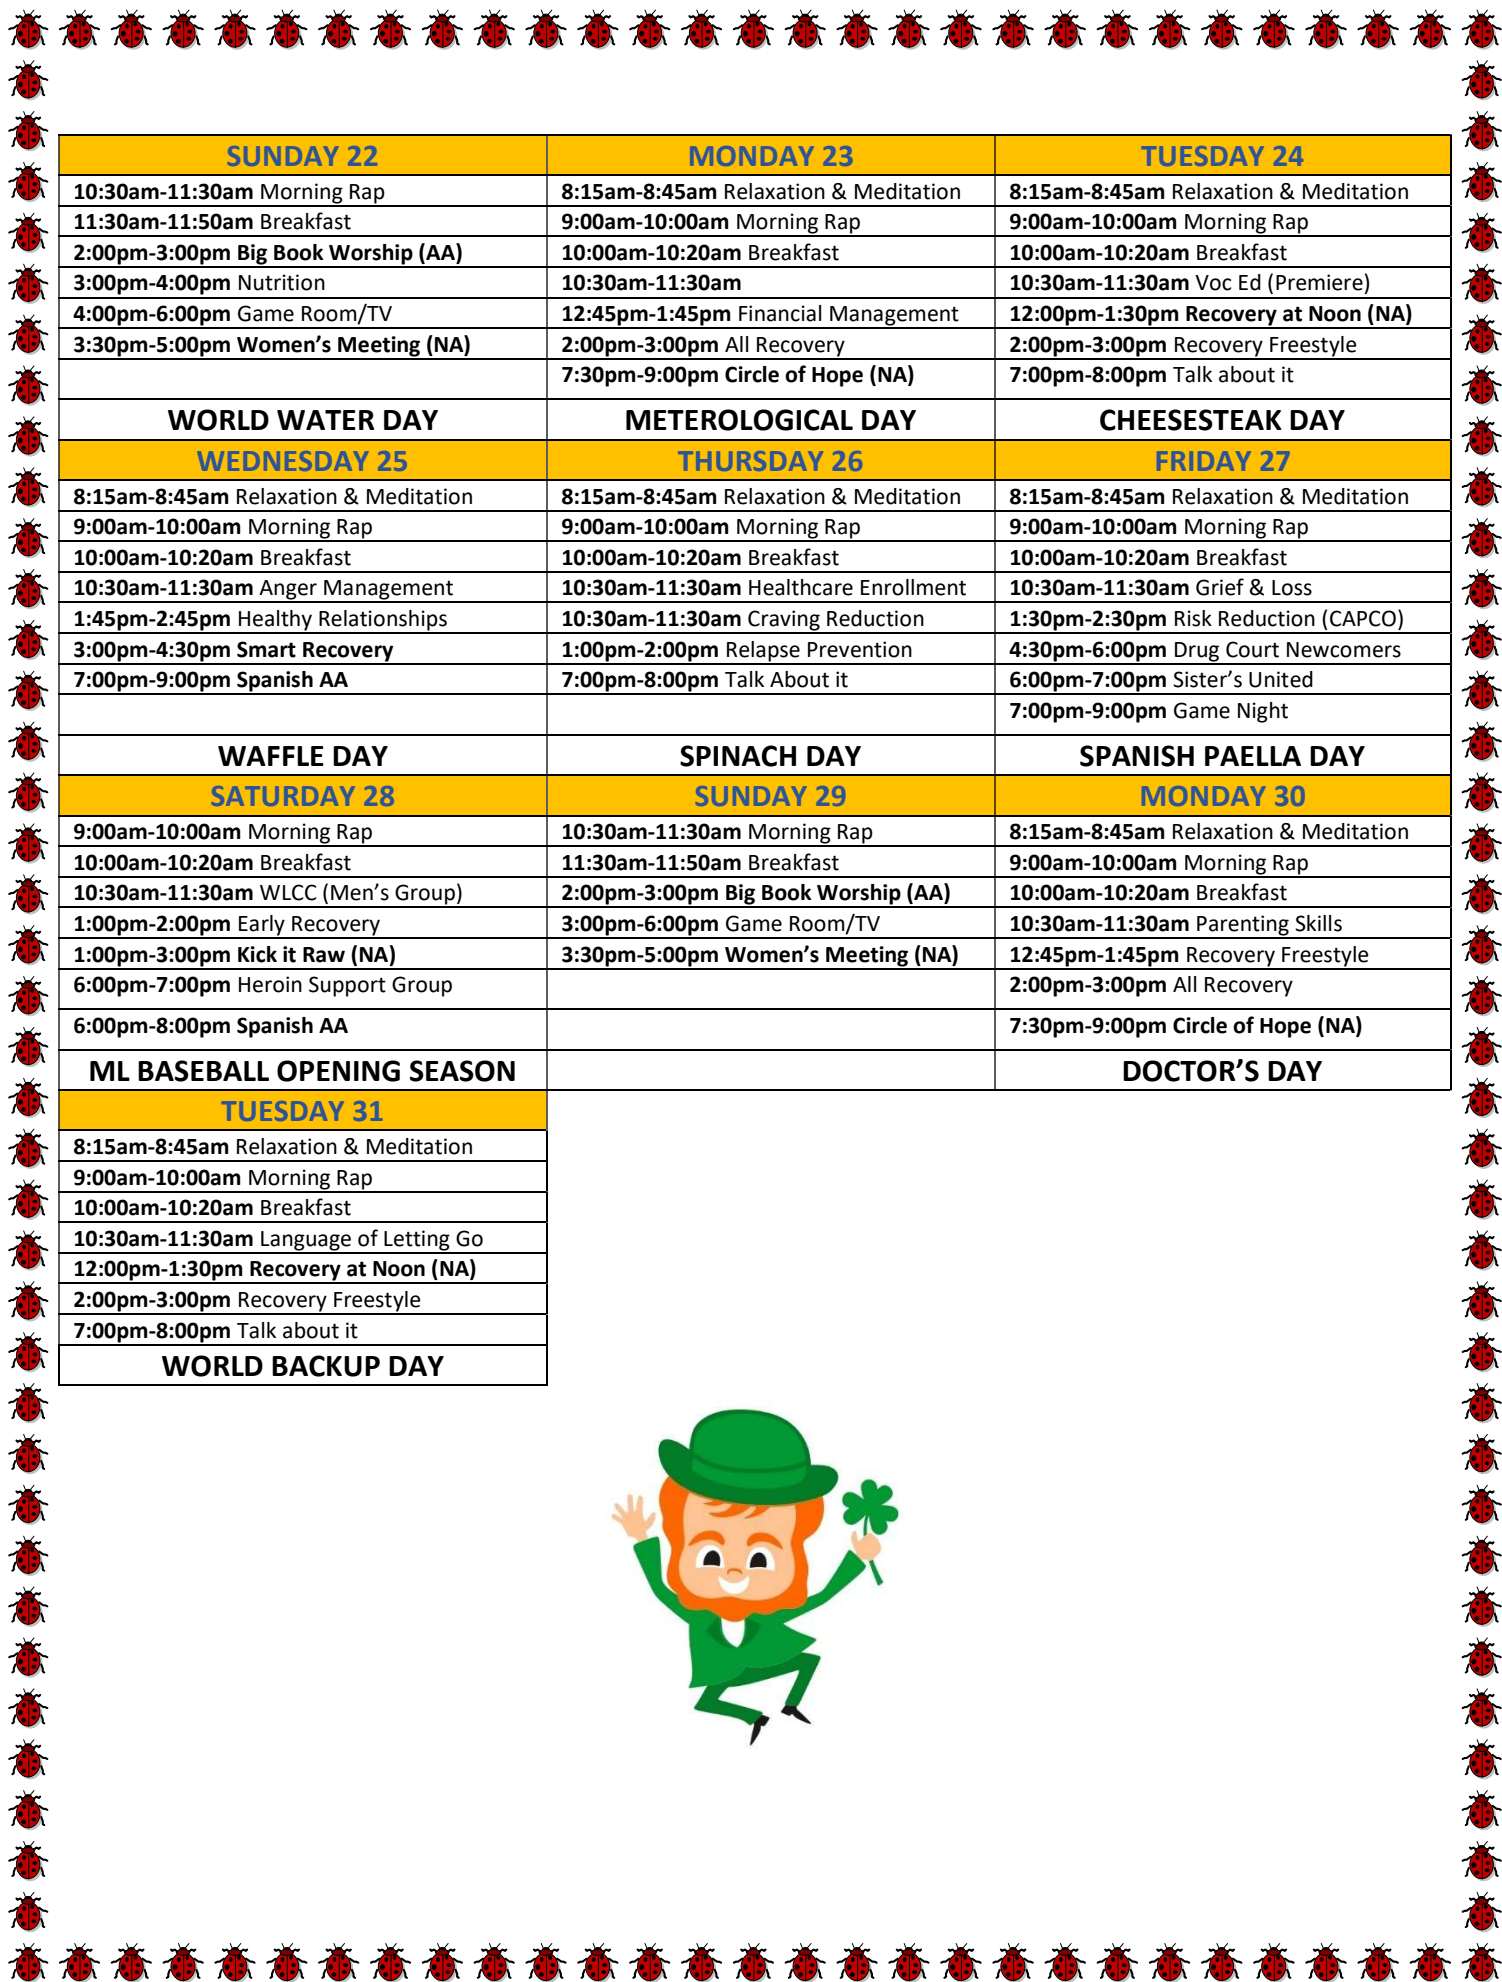 SUNDAY 22
10:30am-11:30am Morning Rap
11:30am-11:50am Breakfast
2:00pm-3:00pm Big Book Worship (AA)
3:00pm-4:00pm Nutrition
4:00pm-6:00pm Game Room/TV
3:30pm-5:00pm Women’s Meeting (NA)
WORLD WATER DAY
MONDAY 23
8:15am-8:45am Relaxation & Meditation
9:00am-10:00am Morning Rap
10:00am-10:20am Breakfast
10:30am-11:30am
12:45pm-1:45pm Financial Management
2:00pm-3:00pm All Recovery
7:30pm-9:00pm Circle of Hope (NA)
METEROLOGICAL DAY
TUESDAY 24
8:15am-8:45am Relaxation & Meditation
9:00am-10:00am Morning Rap
10:00am-10:20am Breakfast
10:30am-11:30am Voc Ed (Premiere)
12:00pm-1:30pm Recovery at Noon (NA)
2:00pm-3:00pm Recovery Freestyle
7:00pm-8:00pm Talk about it
CHEESESTEAK DAY
WEDNESDAY 25
8:15am-8:45am Relaxation & Meditation
9:00am-10:00am Morning Rap
10:00am-10:20am Breakfast
10:30am-11:30am Anger Management
1:45pm-2:45pm Healthy Relationships
3:00pm-4:30pm Smart Recovery
7:00pm-9:00pm Spanish AA
WAFFLE DAY
THURSDAY 26
8:15am-8:45am Relaxation & Meditation
9:00am-10:00am Morning Rap
10:00am-10:20am Breakfast
10:30am-11:30am Healthcare Enrollment
10:30am-11:30am Craving Reduction
1:00pm-2:00pm Relapse Prevention
7:00pm-8:00pm Talk About it
SPINACH DAY
FRIDAY 27
8:15am-8:45am Relaxation & Meditation
9:00am-10:00am Morning Rap
10:00am-10:20am Breakfast
10:30am-11:30am Grief & Loss
1:30pm-2:30pm Risk Reduction (CAPCO)
4:30pm-6:00pm Drug Court Newcomers
6:00pm-7:00pm Sister’s United
7:00pm-9:00pm Game Night
SPANISH PAELLA DAY
SATURDAY 28
9:00am-10:00am Morning Rap
10:00am-10:20am Breakfast
10:30am-11:30am WLCC (Men’s Group)
1:00pm-2:00pm Early Recovery
1:00pm-3:00pm Kick it Raw (NA)
6:00pm-7:00pm Heroin Support Group
6:00pm-8:00pm Spanish AA
ML BASEBALL OPENING SEASON
SUNDAY 29
10:30am-11:30am Morning Rap
11:30am-11:50am Breakfast
2:00pm-3:00pm Big Book Worship (AA)
3:00pm-6:00pm Game Room/TV
3:30pm-5:00pm Women’s Meeting (NA)
MONDAY 30
8:15am-8:45am Relaxation & Meditation
9:00am-10:00am Morning Rap
10:00am-10:20am Breakfast
10:30am-11:30am Parenting Skills
12:45pm-1:45pm Recovery Freestyle
2:00pm-3:00pm All Recovery
7:30pm-9:00pm Circle of Hope (NA)
DOCTOR’S DAY
TUESDAY 31
8:15am-8:45am Relaxation & Meditation
9:00am-10:00am Morning Rap
10:00am-10:20am Breakfast
10:30am-11:30am Language of Letting Go
12:00pm-1:30pm Recovery at Noon (NA)
2:00pm-3:00pm Recovery Freestyle
7:00pm-8:00pm Talk about it
WORLD BACKUP DAY